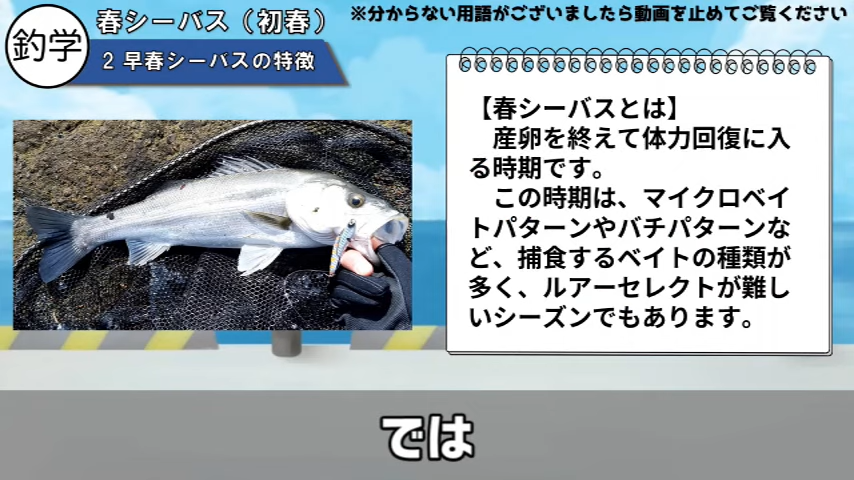 釣学
春シーバス（初春）
※分からない用語がございましたら動画を止めてご覧ください
2 早春シーバスの特徴
【春シーバスとは】
　産卵を終えて体力回復に入
る時期です。
　この時期は、マイクロベイ
トパターンやバチパターンな
ど、捕食するベイトの種類が
多く、ルアーセレクトが難し
いシーズンでもあります。
では